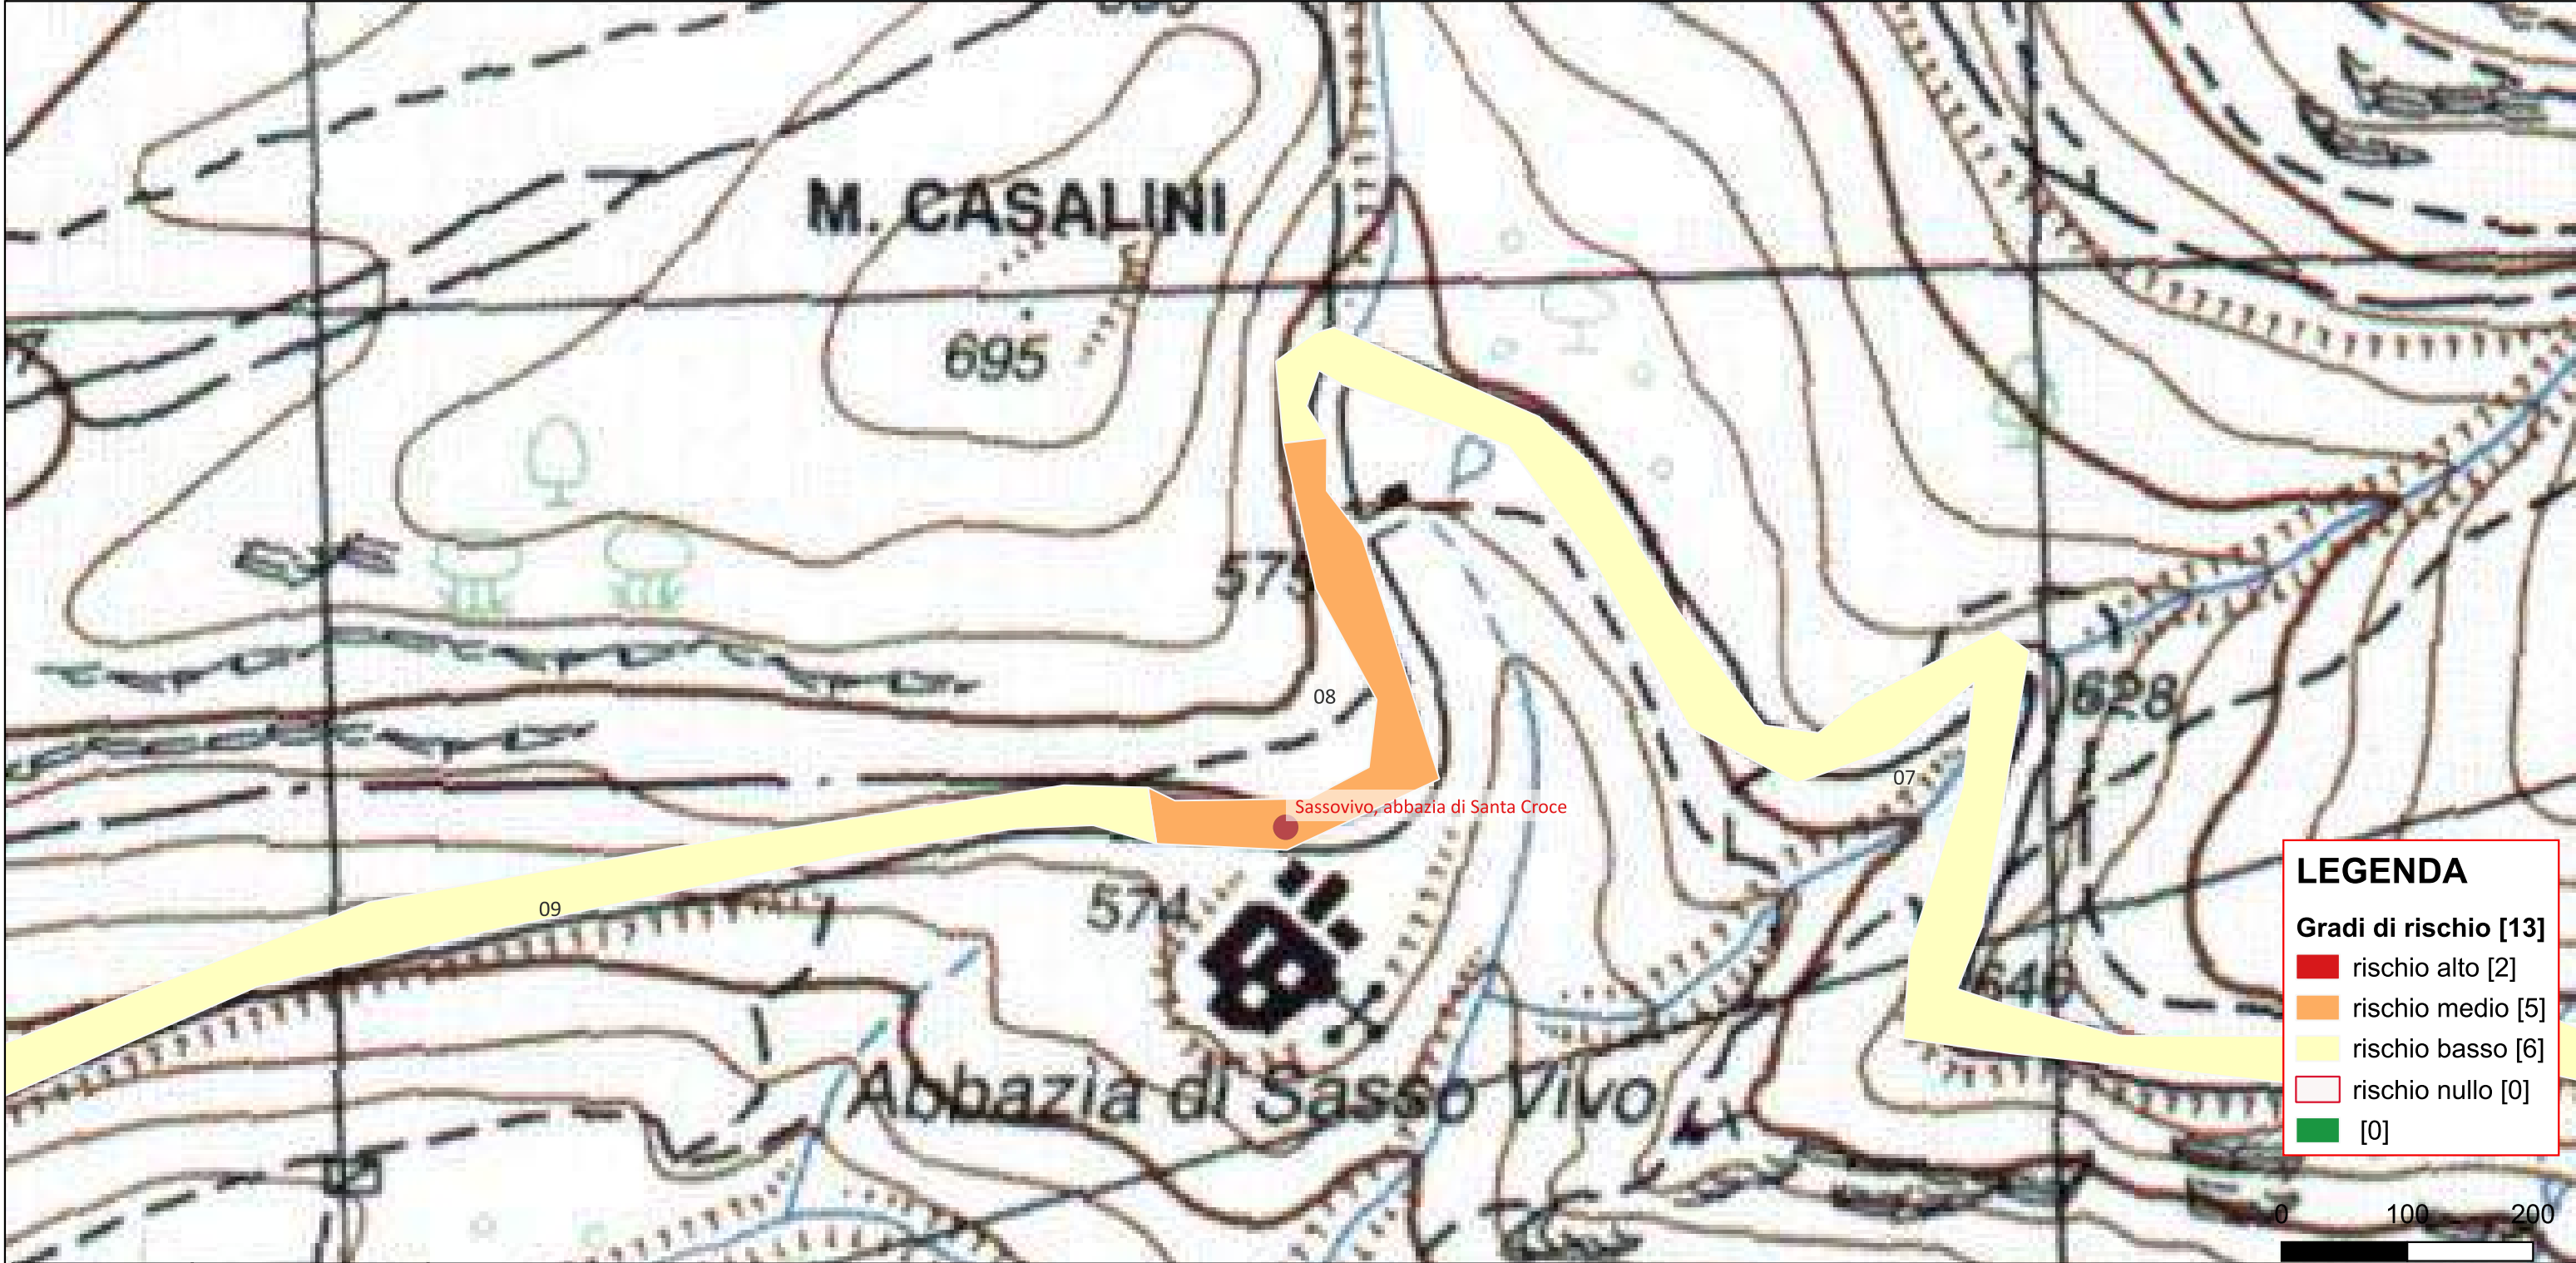 M. CASALINI
695
575
08
628
07
Sassovivo, abbazia di Santa Croce
09
574
640
Abbazia di Sasso Vivo
LEGENDA
Gradi di rischio [13]
rischio alto [2]
rischio medio [5]
rischio basso [6]
rischio nullo [0]
[0]
0 100 200